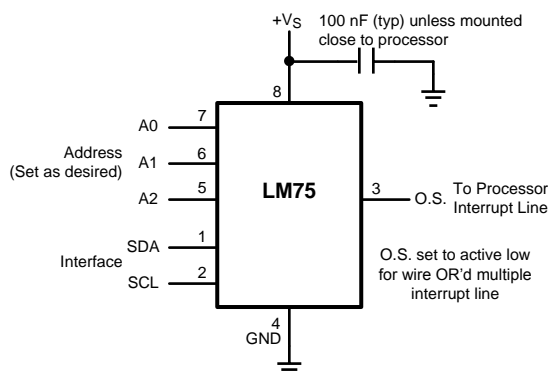 +VS
100 nF (typ) unless mounted
close to processor
8
A0
7
Address
(Set as desired)
A1
6
A2
5
LM75
3
O.S.
To Processor
Interrupt Line
SDA
1
Interface
SCL
2
O.S. set to active low
for wire OR'd multiple
interrupt line
4
GND